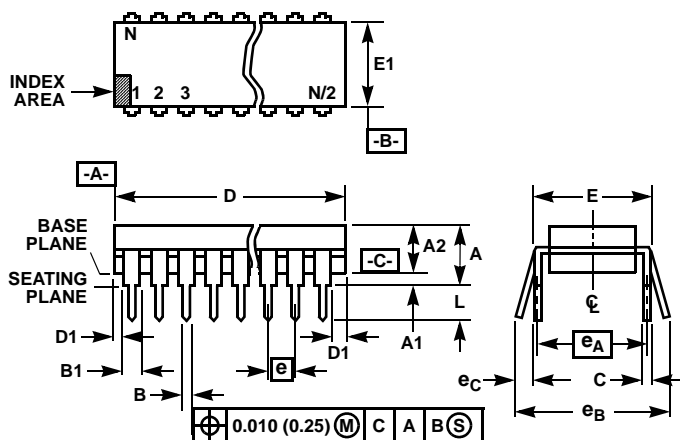 N
INDEX
AREA
1 2 3 N/2
E1
-B-
-A-
D E
BASE
PLANE
A2 A
-C-
SEATING
PLANE
L
D1 A1 D1
B1 e
B
0.010 (0.25) M C A B S
C
L
eA
eC C
eB